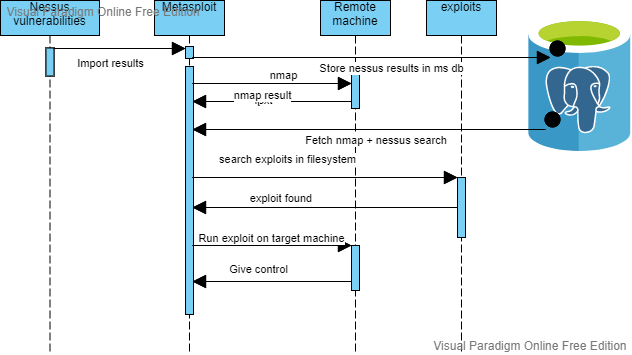 Visual Paradigm Online Free Edition
Nessus
vulnerabilities
Metasploit
Remote
machine
exploits
Import results
Store nessus results in ms db
nmap
nmap result
Fetch nmap + nessus search
search exploits in filesystem
exploit found
Run exploit on target machine
Give control
Visual Paradigm Online Free Edition